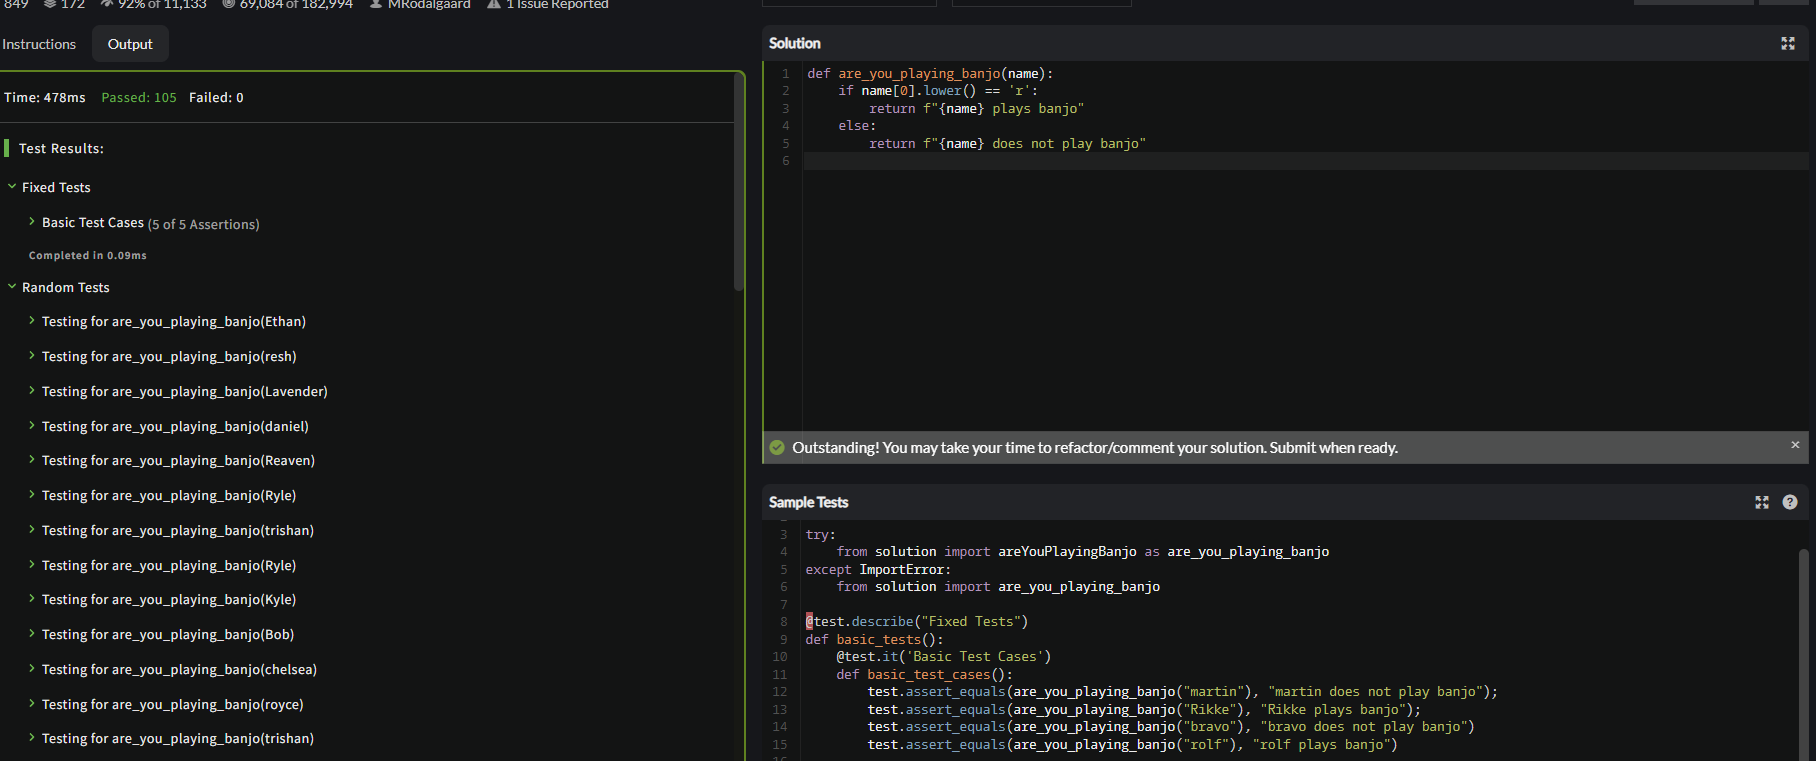 849 172 92% of 11,133 69,084 of 182,994 MRodalgaard 1 Issue Reported
Instructions Output
Time: 478ms Passed: 105 Failed: 0
Test Results:
Fixed Tests
Basic Test Cases (5 of 5 Assertions)
Completed in 0.09ms
Random Tests
Testing for are_you_playing_banjo(Ethan)
Testing for are_you_playing_banjo(resh)
Testing for are_you_playing_banjo(Lavender)
Testing for are_you_playing_banjo(daniel)
Testing for are_you_playing_banjo(Reaven)
Testing for are_you_playing_banjo(Ryle)
Testing for are_you_playing_banjo(trishan)
Testing for are_you_playing_banjo(Ryle)
Testing for are_you_playing_banjo(Kyle)
Testing for are_you_playing_banjo(Bob)
Testing for are_you_playing_banjo(chelsea)
Testing for are_you_playing_banjo(royce)
Testing for are_you_playing_banjo(trishan)
Solution
1 def are_you_playing_banjo(name):
2 if name[0].lower() == 'r':
3 return f"{name} plays banjo"
4 else:
5 return f"{name} does not play banjo"
6
Outstanding! You may take your time to refactor/comment your solution. Submit when ready.
Sample Tests
3 try:
4 from solution import areYouPlayingBanjo as are_you_playing_banjo
5 except ImportError:
6 from solution import are_you_playing_banjo
7
8 @test.describe("Fixed Tests")
9 def basic_tests():
10 @test.it('Basic Test Cases')
11 def basic_test_cases():
12 test.assert_equals(are_you_playing_banjo("martin"), "martin does not play banjo");
13 test.assert_equals(are_you_playing_banjo("Rikke"), "Rikke plays banjo");
14 test.assert_equals(are_you_playing_banjo("bravo"), "bravo does not play banjo")
15 test.assert_equals(are_you_playing_banjo("rolf"), "rolf plays banjo")